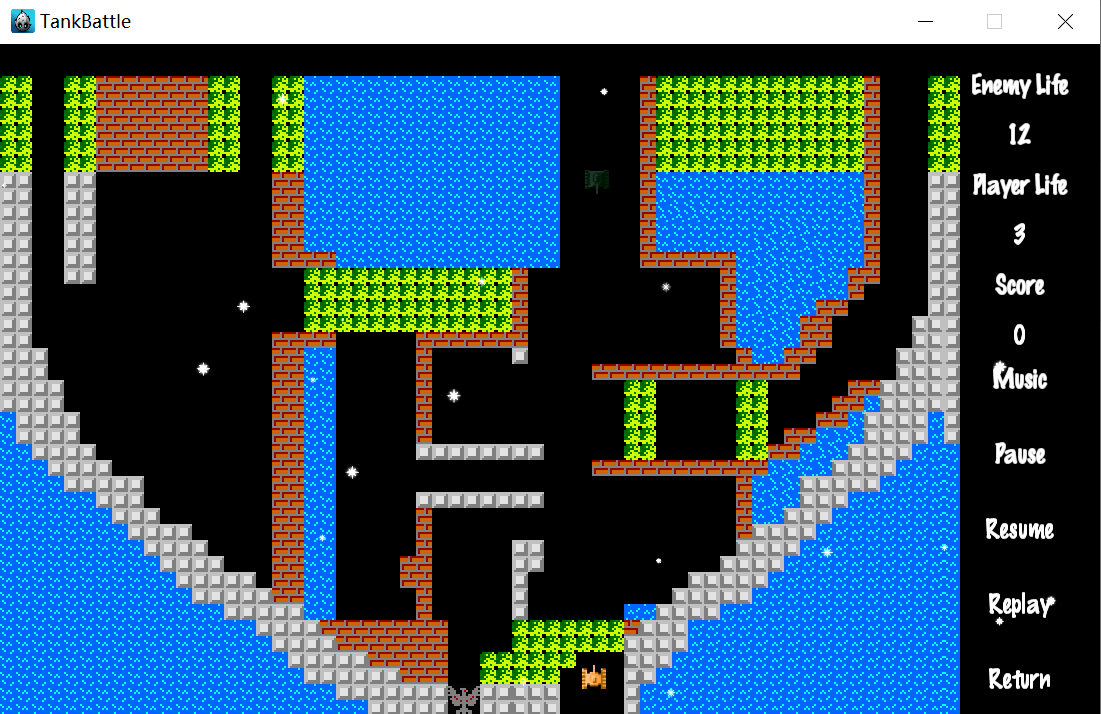 TankBattle
Enemy Life
12
Player Life
3
Score
0
Music
Pause
Resume
Replay
Return